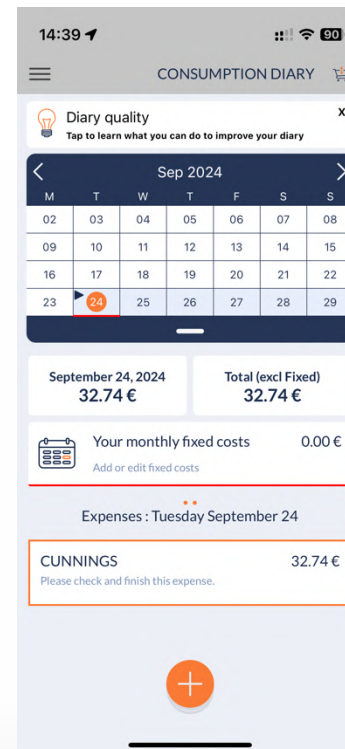 14:39
90
CONSUMPTION DIARY
Diary quality
X
Tap to learn what you can do to improve your diary
Sep 2024
M T W T F S S
02 03 04 05 06 07 08
09 10 11 12 13 14 15
16 17 18 19 20 21 22
23 24 25 26 27 28 29
September 24, 2024 Total (excl Fixed)
32.74 € 32.74 €
Your monthly fixed costs 0.00 €
Add or edit fixed costs
Expenses : Tuesday September 24
CUNNINGS 32.74 €
Please check and finish this expense.